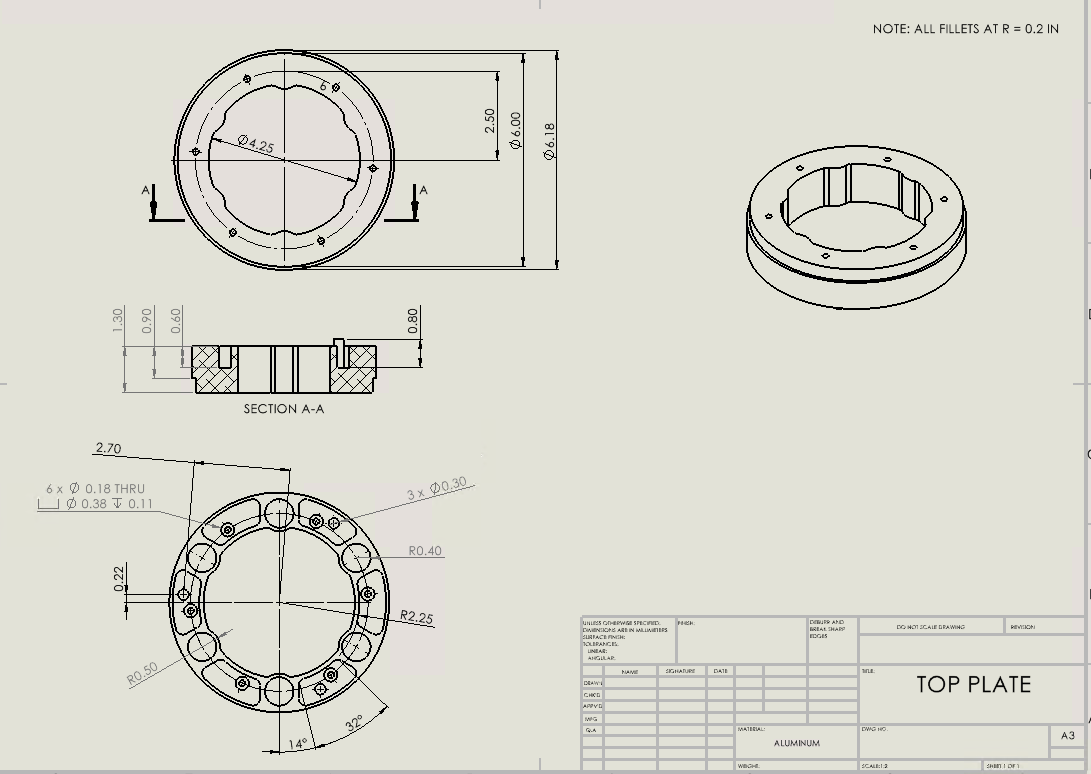 NOTE: ALL FILLETS AT R = 0.2 IN
6
Ø4.25
2.50
Ø6.00
Ø6.18
A
A
1.30
0.90
0.60
0.80
SECTION A-A
2.70
6 x Ø 0.18 THRU
⌴ Ø 0.38 ↧ 0.11
3 x Ø0.30
R0.40
0.22
R2.25
R0.50
32°
14°
UNLESS OTHERWISE SPECIFIED:
DIMENSIONS ARE IN MILLIMETERS
SURFACE FINISH:
TOLERANCES:
LINEAR:
ANGULAR:
FINISH:
DEBURR AND
BREAK SHARP
EDGES
DO NOT SCALE DRAWING
REVISION
NAME
SIGNATURE
DATE
TITLE:
DRAWN
CHK'D
APPV'D
MFG
Q.A
TOP PLATE
MATERIAL:
ALUMINUM
DWG NO.
A3
WEIGHT:
SCALE:1:2
SHEET 1 OF 1